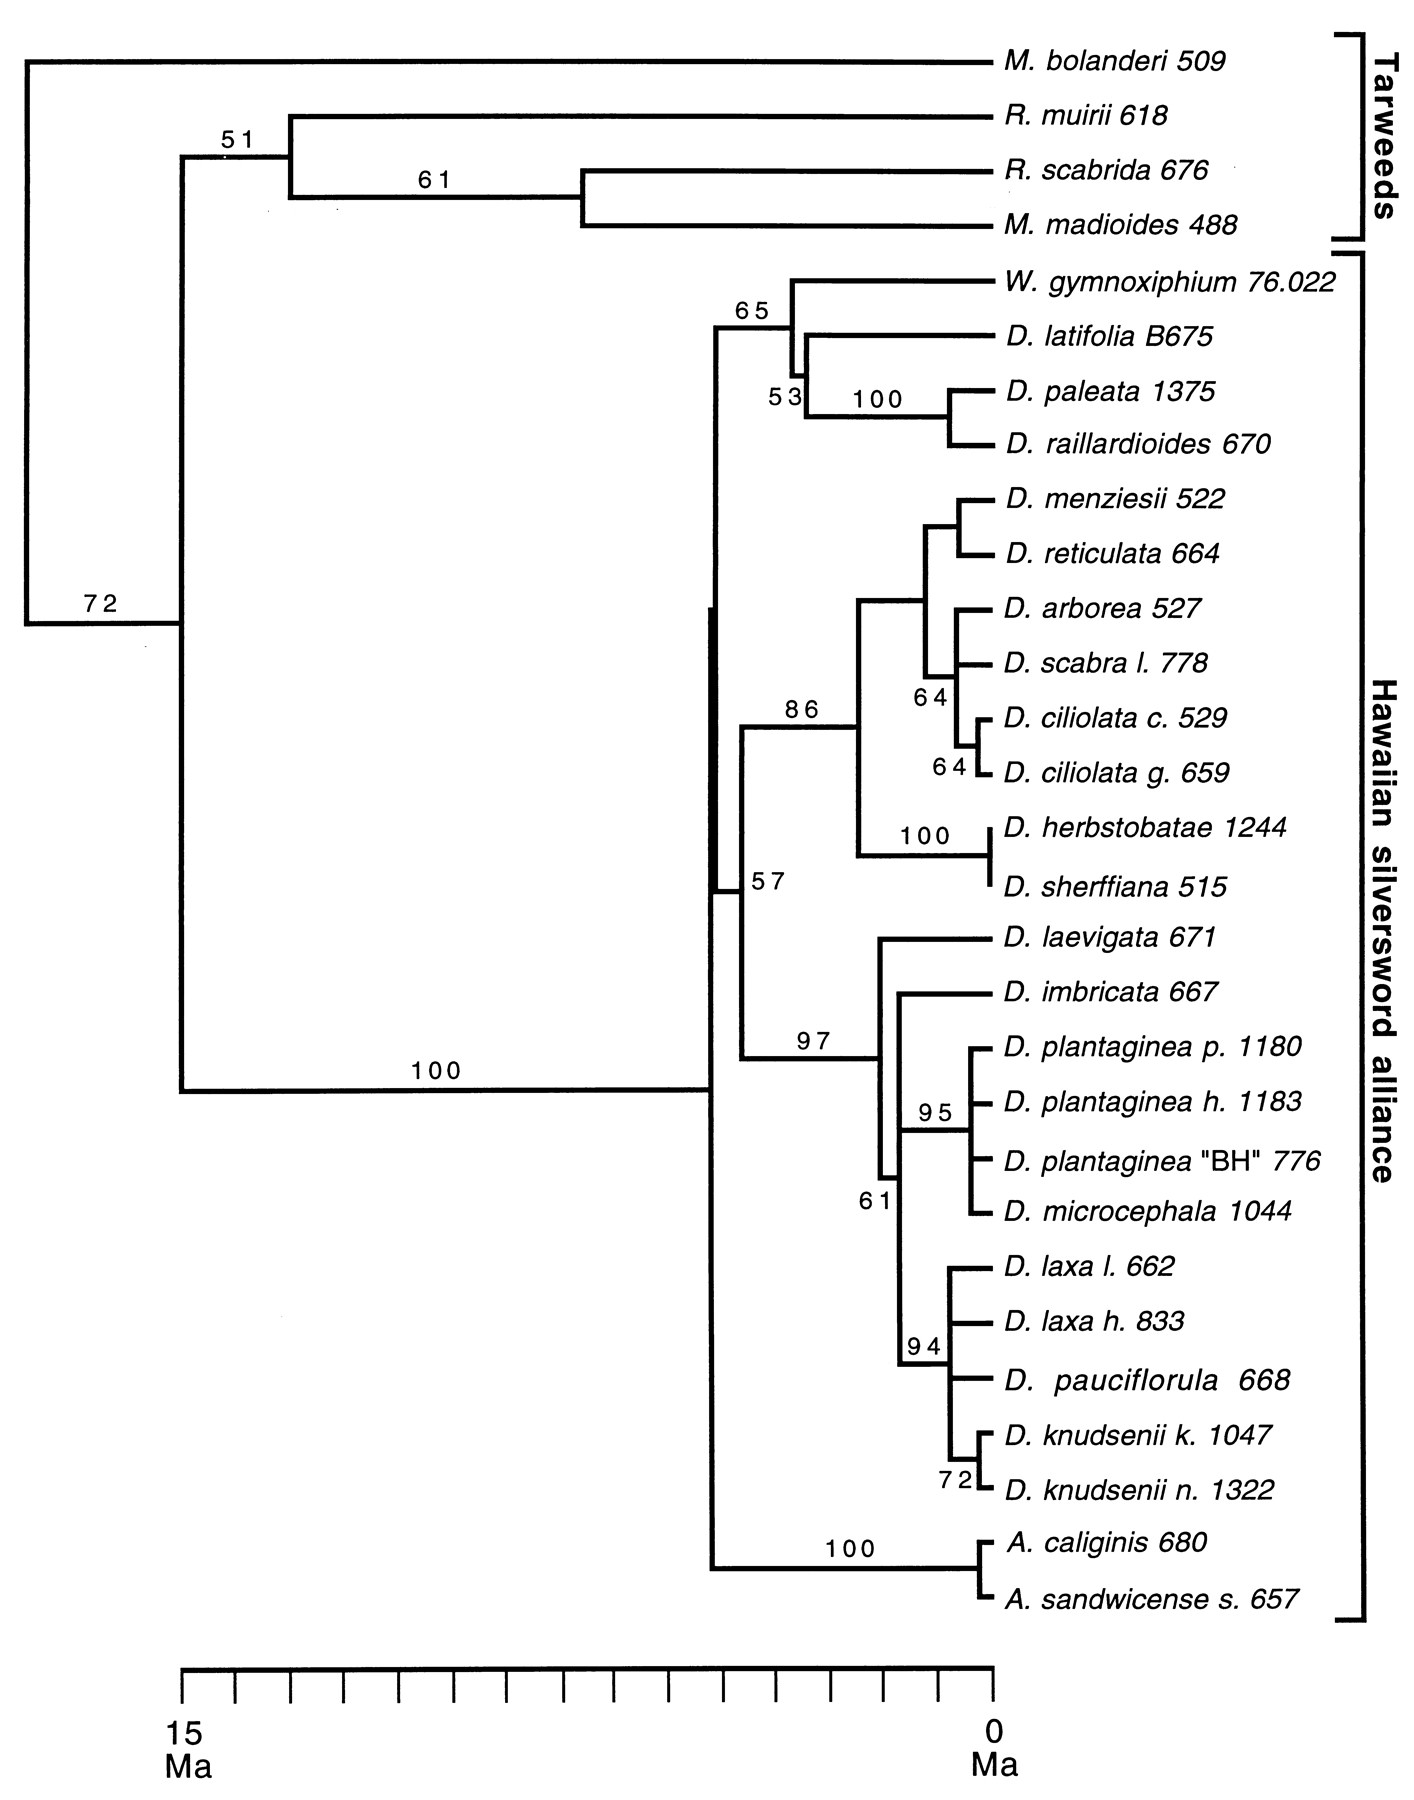 M. bolanderi 509
R. muirii 618
51
R. scabrida 676
61
M. madioides 488
Tarweeds
W. gymnoxiphium 76.022
65
D. latifolia B675
D. paleata 1375
53
100
D. raillardioides 670
D. menziesii 522
D. reticulata 664
72
D. arborea 527
D. scabra l. 778
64
86
D. ciliolata c. 529
64
D. ciliolata g. 659
D. herbstobatae 1244
100
57
D. sherffiana 515
D. laevigata 671
D. imbricata 667
97
D. plantaginea p. 1180
100
D. plantaginea h. 1183
95
D. plantaginea "BH" 776
61
D. microcephala 1044
Hawaiian silversword alliance
D. laxa l. 662
D. laxa h. 833
94
D. pauciflorula 668
D. knudsenii k. 1047
72
D. knudsenii n. 1322
A. caliginis 680
100
A. sandwicense s. 657
15
Ma
0
Ma